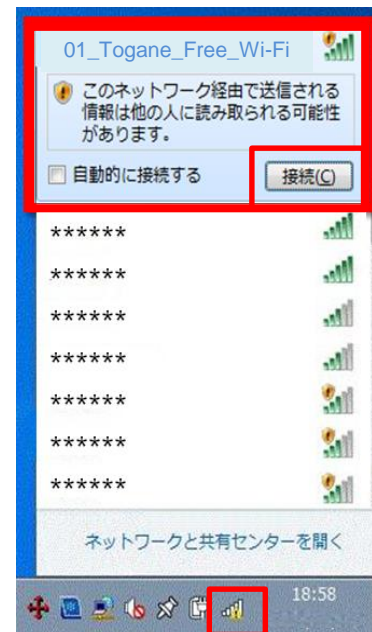 01_Togane_Free_Wi-Fi
このネットワーク経由で送信される
情報は他の人に読み取られる可能性
があります。
自動的に接続する
接続(C)
******
******
******
******
******
******
******
ネットワークと共有センターを開く
18:58